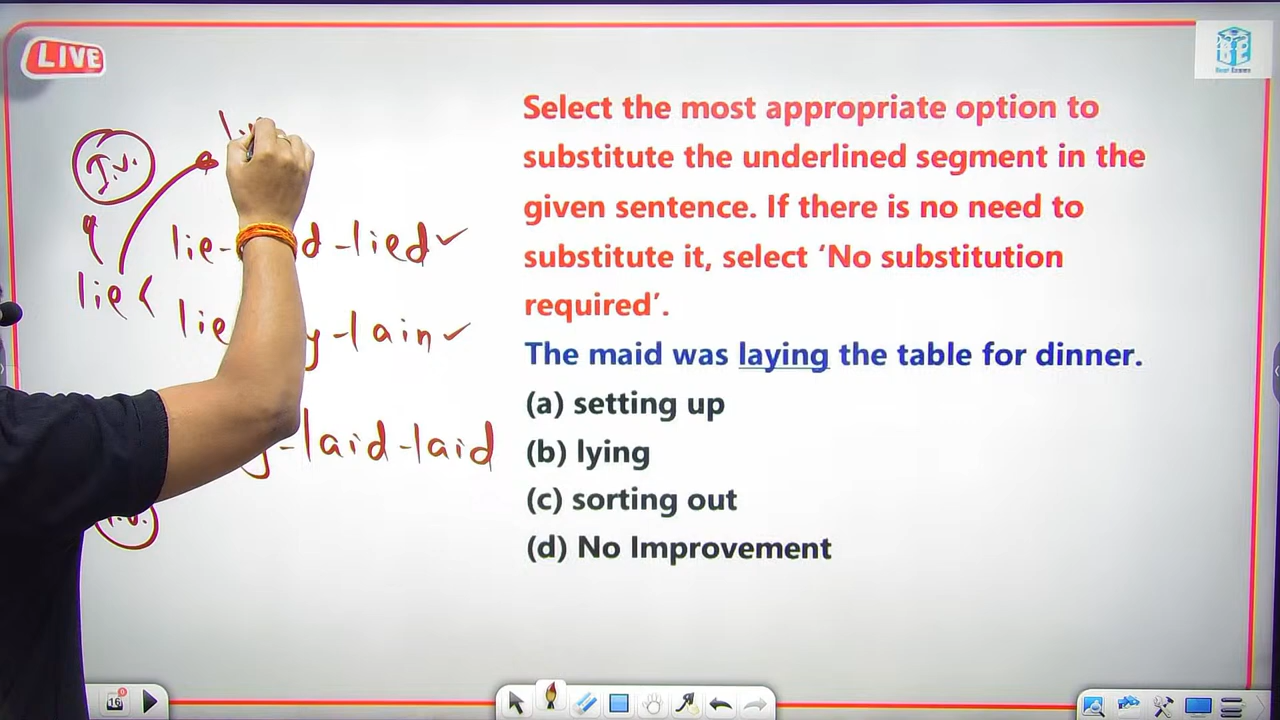 LIVE
Select the most appropriate option to
substitute the underlined segment in the
given sentence. If there is no need to
substitute it, select ‘No substitution
required’.
The maid was laying the table for dinner.
(a) setting up
(b) lying
(c) sorting out
(d) No Improvement
I.V.
lie
lie- -lied
lie -lain
-laid-laid
16